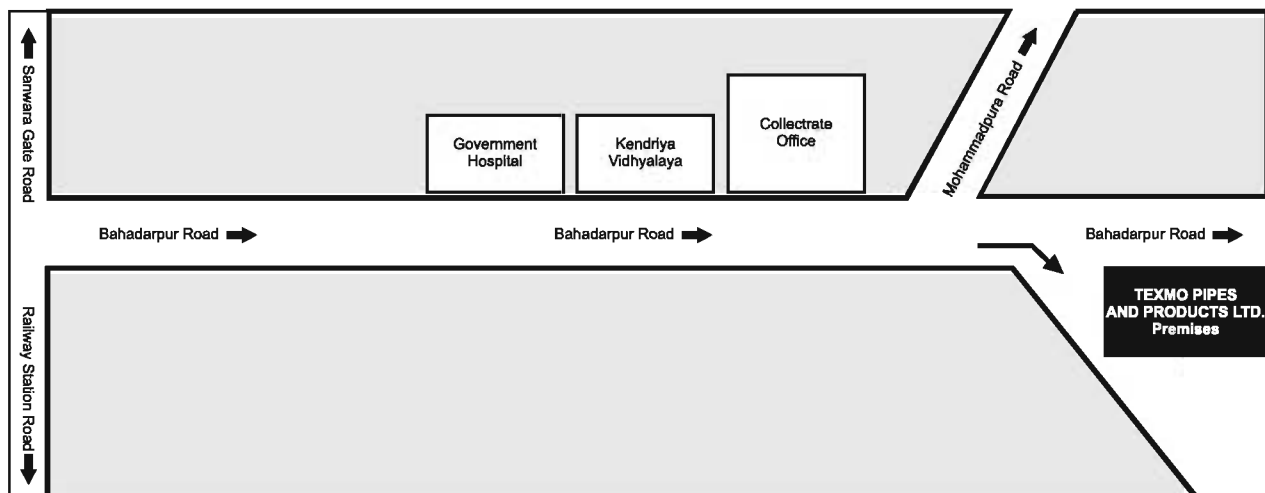 Sanwara Gate Road
Mohammadpura Road
Government
Hospital
Kendriya
Vidhyalaya
Collectrate
Office
Bahadarpur Road
Bahadarpur Road
Bahadarpur Road
Railway Station Road
TEXMO PIPES
AND PRODUCTS LTD.
Premises